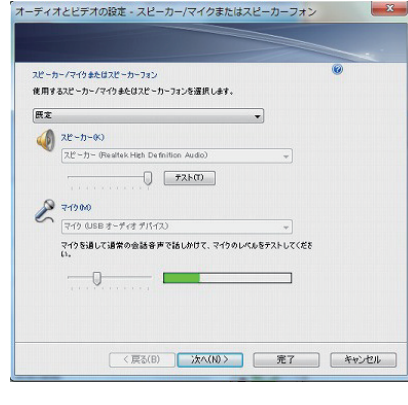 オーディオとビデオの設定 - スピーカー/マイクまたはスピーカーフォン
スピーカー/マイクまたはスピーカーフォン
使用するスピーカー/マイクまたはスピーカーフォンを選択します。
既定
スピーカー(K)
スピーカー (Realtek High Definition Audio)
テスト(T)
マイク(M)
マイク (USB オーディオ デバイス)
マイクを通して通常の会話音声で話しかけて、マイクのレベルをテストしてくださ
い。
< 戻る(B)
次へ(N) >
完了
キャンセル